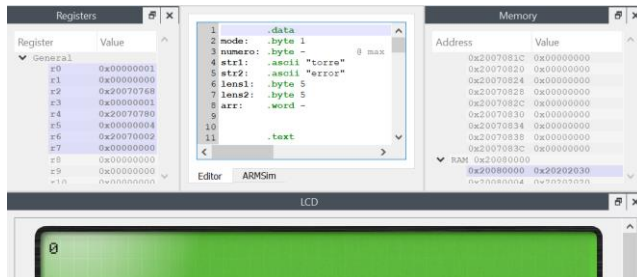 Registers
Register Value
General
r0 0x00000001
r1 0x00000000
r2 0x20070768
r3 0x00000001
r4 0x20070780
r5 0x00000004
r6 0x20070002
r7 0x00000000
r8 0x00000000
r9 0x00000000
r10 0x00000000
1 .data
2 mode: .byte 1
3 numero: .byte - @ max
4 str1: .ascii "torre"
5 str2: .ascii "error"
6 lens1: .byte 5
7 lens2: .byte 5
8 arr: .word -
9
10
11 .text
Editor ARMSim
Memory
Address Value
0x2007081C 0x00000000
0x20070820 0x00000000
0x20070824 0x00000000
0x20070828 0x00000000
0x2007082C 0x00000000
0x20070830 0x00000000
0x20070834 0x00000000
0x20070838 0x00000000
0x2007083C 0x00000000
RAM 0x20080000
0x20080000 0x20202030
0x20080004 0x20202020
LCD
0